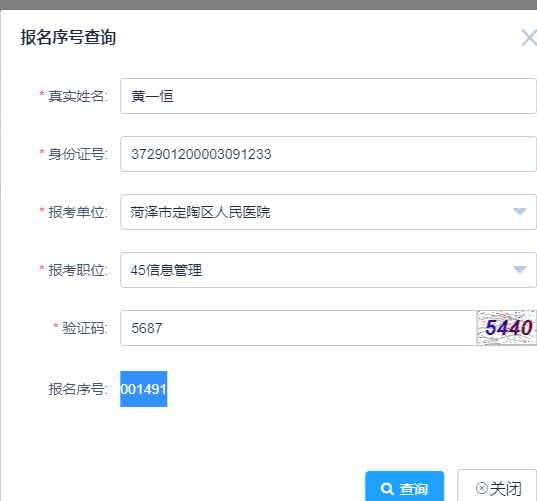 报名序号查询
* 真实姓名: 黄一恒
* 身份证号: 372901200003091233
* 报考单位: 菏泽市定陶区人民医院
* 报考职位: 45信息管理
* 验证码: 5687 5440
报名序号: 001491
查询 关闭